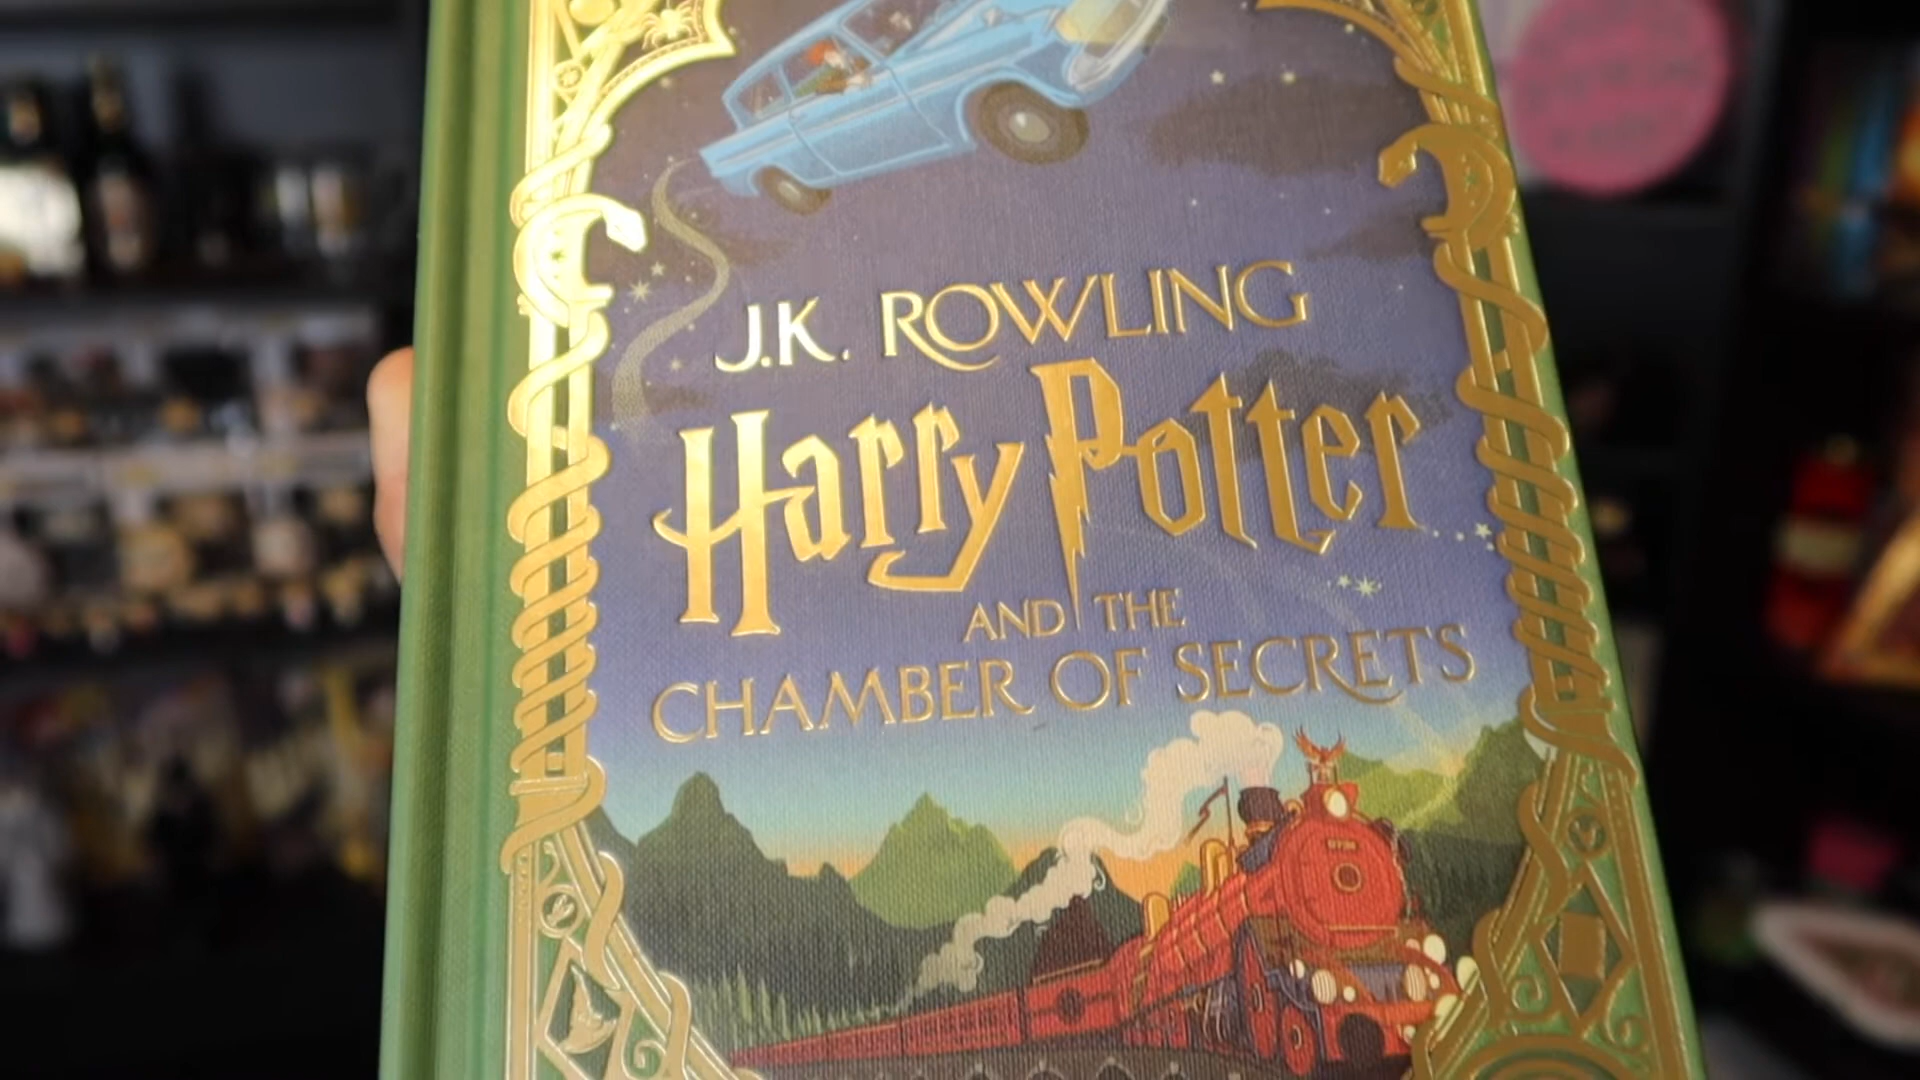 J.K. ROWLING
Harry Potter
AND THE
CHAMBER OF SECRETS